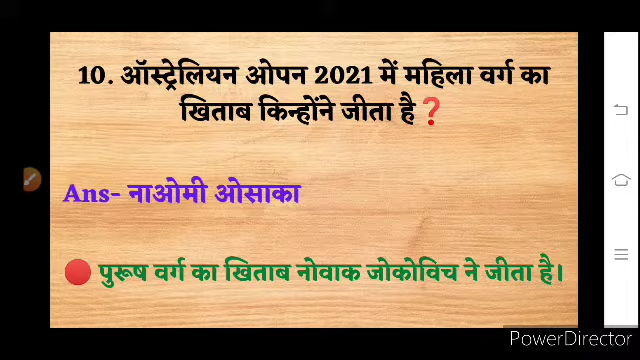 10. ऑस्ट्रेलियन ओपन 2021 में महिला वर्ग का
खिताब किन्होंने जीता है❓
Ans- नाओमी ओसाका
🔴 पुरूष वर्ग का खिताब नोवाक जोकोविच ने जीता है।
PowerDirector